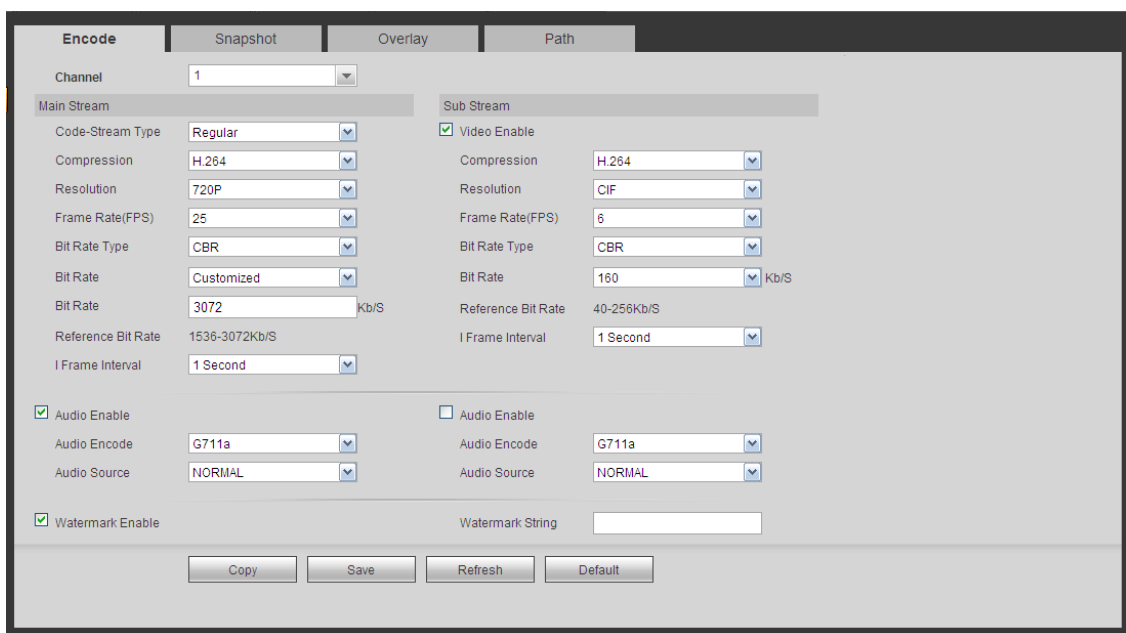 Encode Snapshot Overlay Path
Channel 1
Main Stream Sub Stream
Code-Stream Type Regular Video Enable
Compression H.264 Compression H.264
Resolution 720P Resolution CIF
Frame Rate(FPS) 25 Frame Rate(FPS) 6
Bit Rate Type CBR Bit Rate Type CBR
Bit Rate Customized Bit Rate 160 Kb/S
Bit Rate 3072 Kb/S Reference Bit Rate 40-256Kb/S
Reference Bit Rate 1536-3072Kb/S I Frame Interval 1 Second
I Frame Interval 1 Second
Audio Enable Audio Enable
Audio Encode G711a Audio Encode G711a
Audio Source NORMAL Audio Source NORMAL
Watermark Enable Watermark String
Copy Save Refresh Default